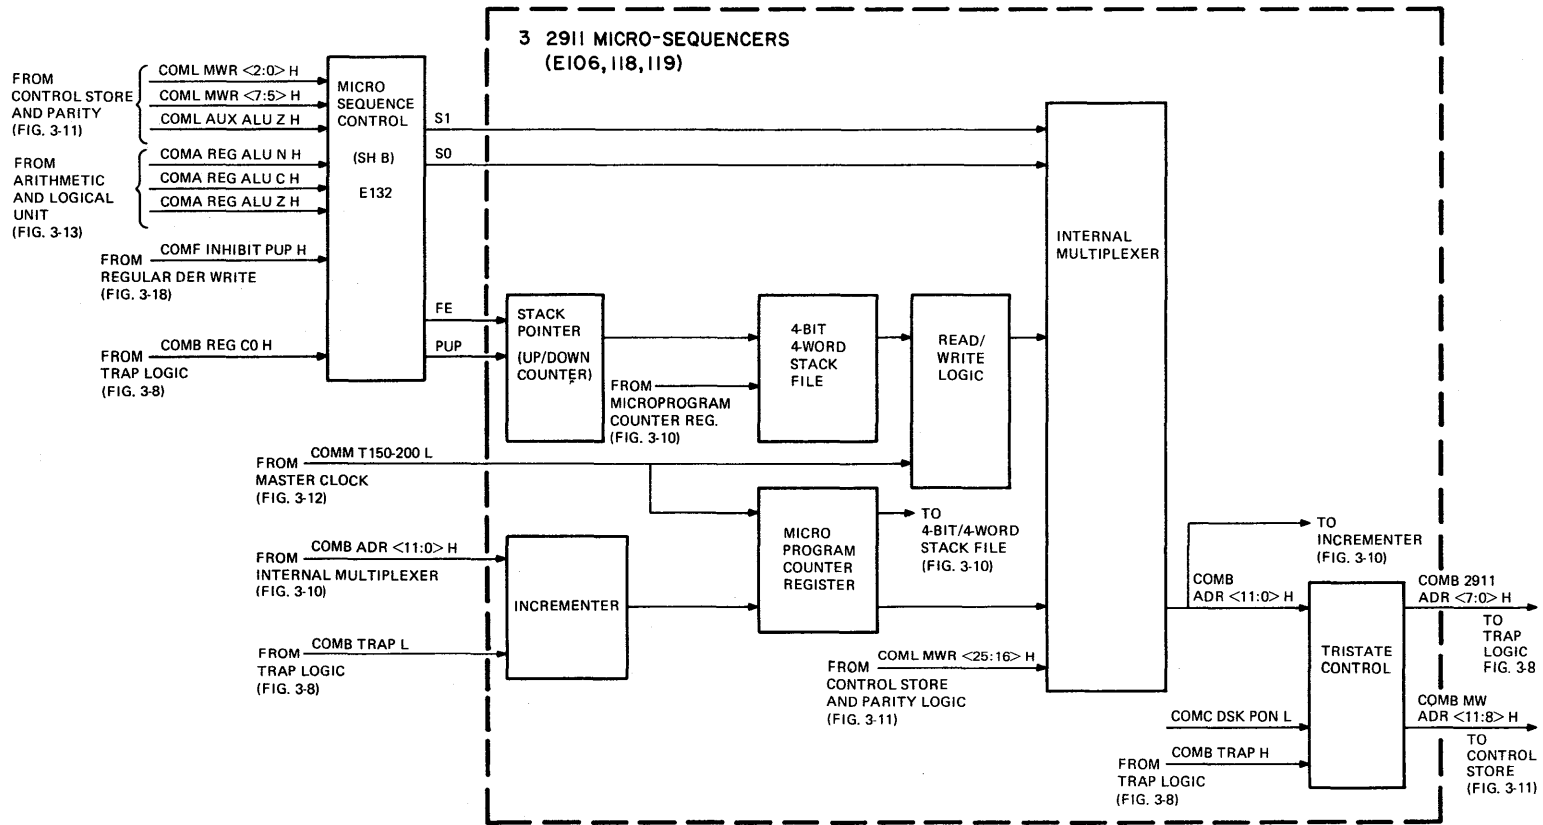 3 2911 MICRO-SEQUENCERS
(E106,118,119)
FROM
CONTROL STORE
AND PARITY
(FIG. 3-11)
COML MWR <2:0> H
COML MWR <7:5> H
COML AUX ALU Z H
FROM
ARITHMETIC
AND LOGICAL
UNIT
(FIG. 3-13)
COMA REG ALU N H
COMA REG ALU C H
COMA REG ALU Z H
COMF INHIBIT PUP H
FROM
REGULAR DER WRITE
(FIG. 3-18)
COMB REG C0 H
FROM
TRAP LOGIC
(FIG. 3-8)
MICRO
SEQUENCE
CONTROL
(SH B)
E132
S1
S0
FE
PUP
STACK
POINTER
(UP/DOWN
COUNTER)
FROM
MICROPROGRAM
COUNTER REG.
(FIG. 3-10)
4-BIT
4-WORD
STACK
FILE
READ/
WRITE
LOGIC
INTERNAL
MULTIPLEXER
COMM T150-200 L
FROM
MASTER CLOCK
(FIG. 3-12)
COMB ADR <11:0> H
FROM
INTERNAL MULTIPLEXER
(FIG. 3-10)
COMB TRAP L
FROM
TRAP LOGIC
(FIG. 3-8)
INCREMENTER
MICRO
PROGRAM
COUNTER
REGISTER
TO
4-BIT/4-WORD
STACK FILE
(FIG. 3-10)
COML MWR <25:16> H
FROM
CONTROL STORE
AND PARITY LOGIC
(FIG. 3-11)
TO
INCREMENTER
(FIG. 3-10)
COMB
ADR <11:0> H
TRISTATE
CONTROL
COMC DSK PON L
COMB TRAP H
FROM
TRAP LOGIC
(FIG. 3-8)
COMB 2911
ADR <7:0> H
TO
TRAP
LOGIC
FIG. 3-8
COMB MW
ADR <11:8> H
TO
CONTROL
STORE
(FIG. 3-11)